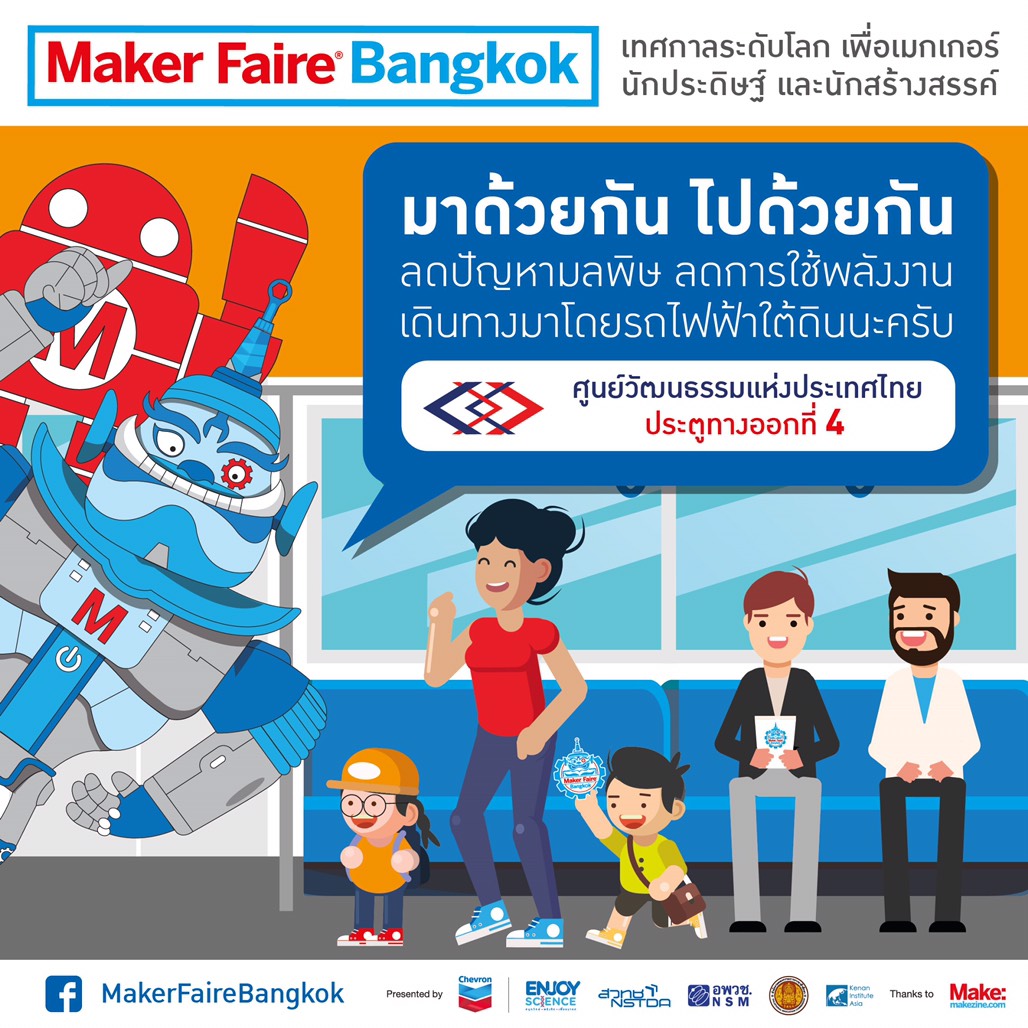 Maker Faire® Bangkok
เทศกาลระดับโลก เพื่อเมกเกอร์
นักประดิษฐ์ และนักสร้างสรรค์
มาด้วยกัน ไปด้วยกัน
ลดปัญหามลพิษ ลดการใช้พลังงาน
เดินทางมาโดยรถไฟฟ้าใต้ดินนะครับ
ศูนย์วัฒนธรรมแห่งประเทศไทย
ประตูทางออกที่ 4
M
M
Maker Faire
Bangkok
MakerFaireBangkok
Presented by
Chevron
ENJOY
SCIENCE
สวทช
NSTDA
อพวช.
NSM
Kenan
Institute
Asia
Thanks to
Make:
makezine.com